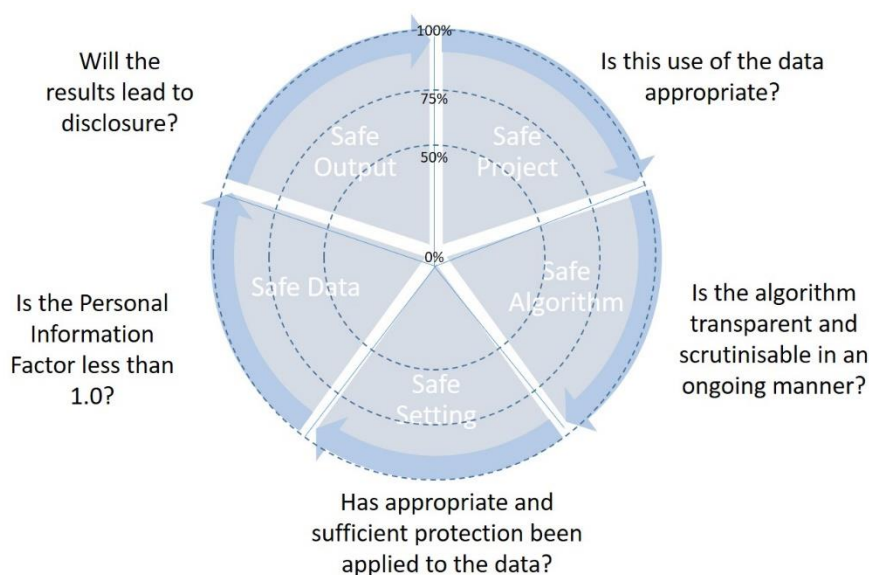 Will the
results lead to
disclosure?
100%
Is this use of the data
appropriate?
75%
Safe
Output
Safe
Project
50%
0%
Safe Data
Safe
Algorithm
Is the Personal
Information
Factor less than
1.0?
Is the algorithm
transparent and
scrutinisable in an
ongoing manner?
Safe
Setting
Has appropriate and
sufficient protection been
applied to the data?